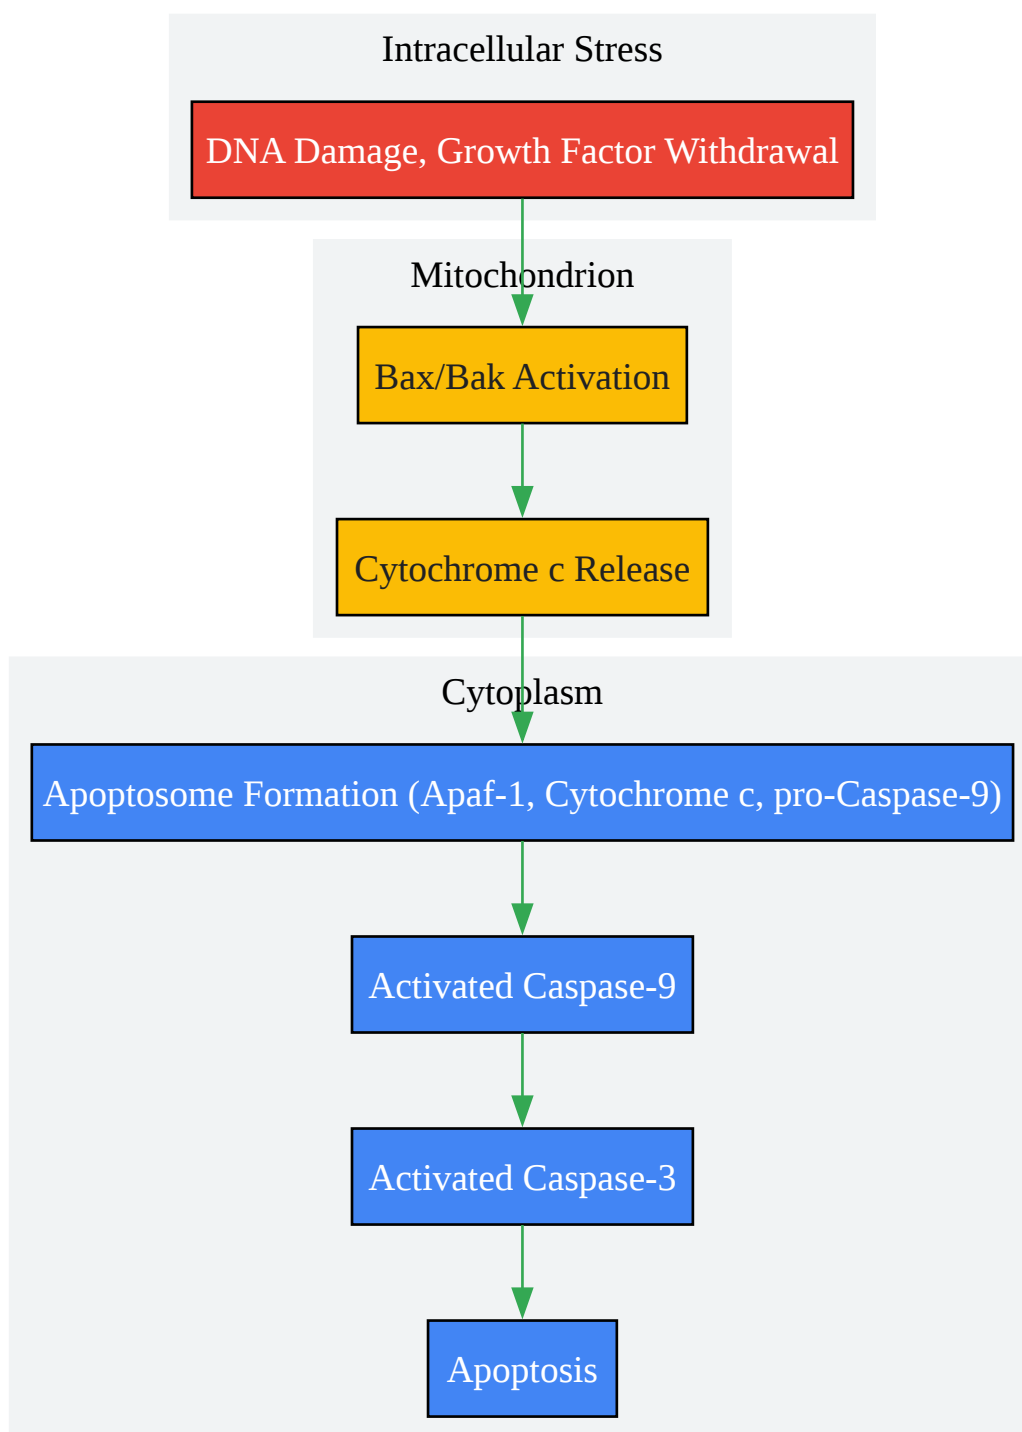 Intracellular Stress
DNA Damage, Growth Factor Withdrawal
Mitochondrion
Bax/Bak Activation
Cytochrome c Release
Cytoplasm
Apoptosome Formation (Apaf-1, Cytochrome c, pro-Caspase-9)
Activated Caspase-9
Activated Caspase-3
Apoptosis